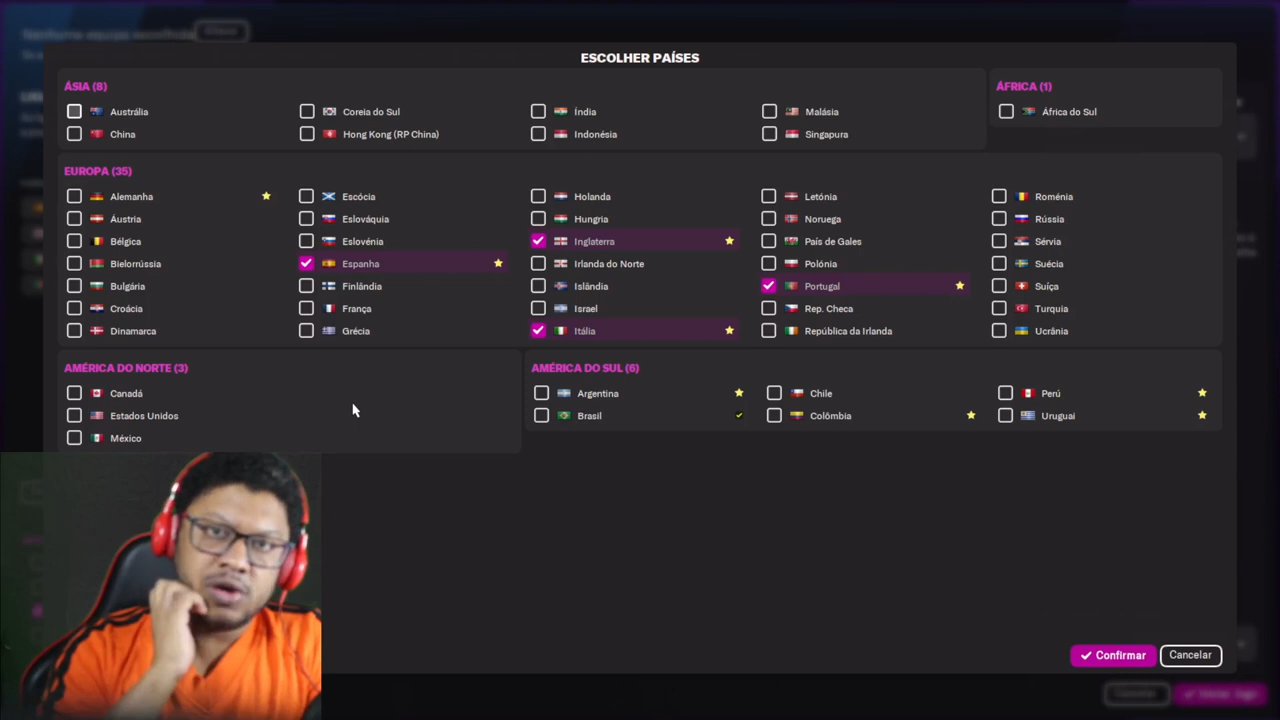 ESCOLHER PAÍSES
ÁSIA (8)
Austrália
Coreia do Sul
Índia
Malásia
China
Hong Kong (RP China)
Indonésia
Singapura
ÁFRICA (1)
África do Sul
EUROPA (35)
Alemanha
Escócia
Holanda
Letónia
Roménia
Áustria
Eslováquia
Hungria
Noruega
Rússia
Bélgica
Eslovénia
Inglaterra
País de Gales
Sérvia
Bielorrússia
Espanha
Irlanda do Norte
Polónia
Suécia
Bulgária
Finlândia
Islândia
Portugal
Suíça
Croácia
França
Israel
Rep. Checa
Turquia
Dinamarca
Grécia
Itália
República da Irlanda
Ucrânia
AMÉRICA DO NORTE (3)
Canadá
Estados Unidos
México
AMÉRICA DO SUL (6)
Argentina
Chile
Perú
Brasil
Colômbia
Uruguai
Confirmar
Cancelar